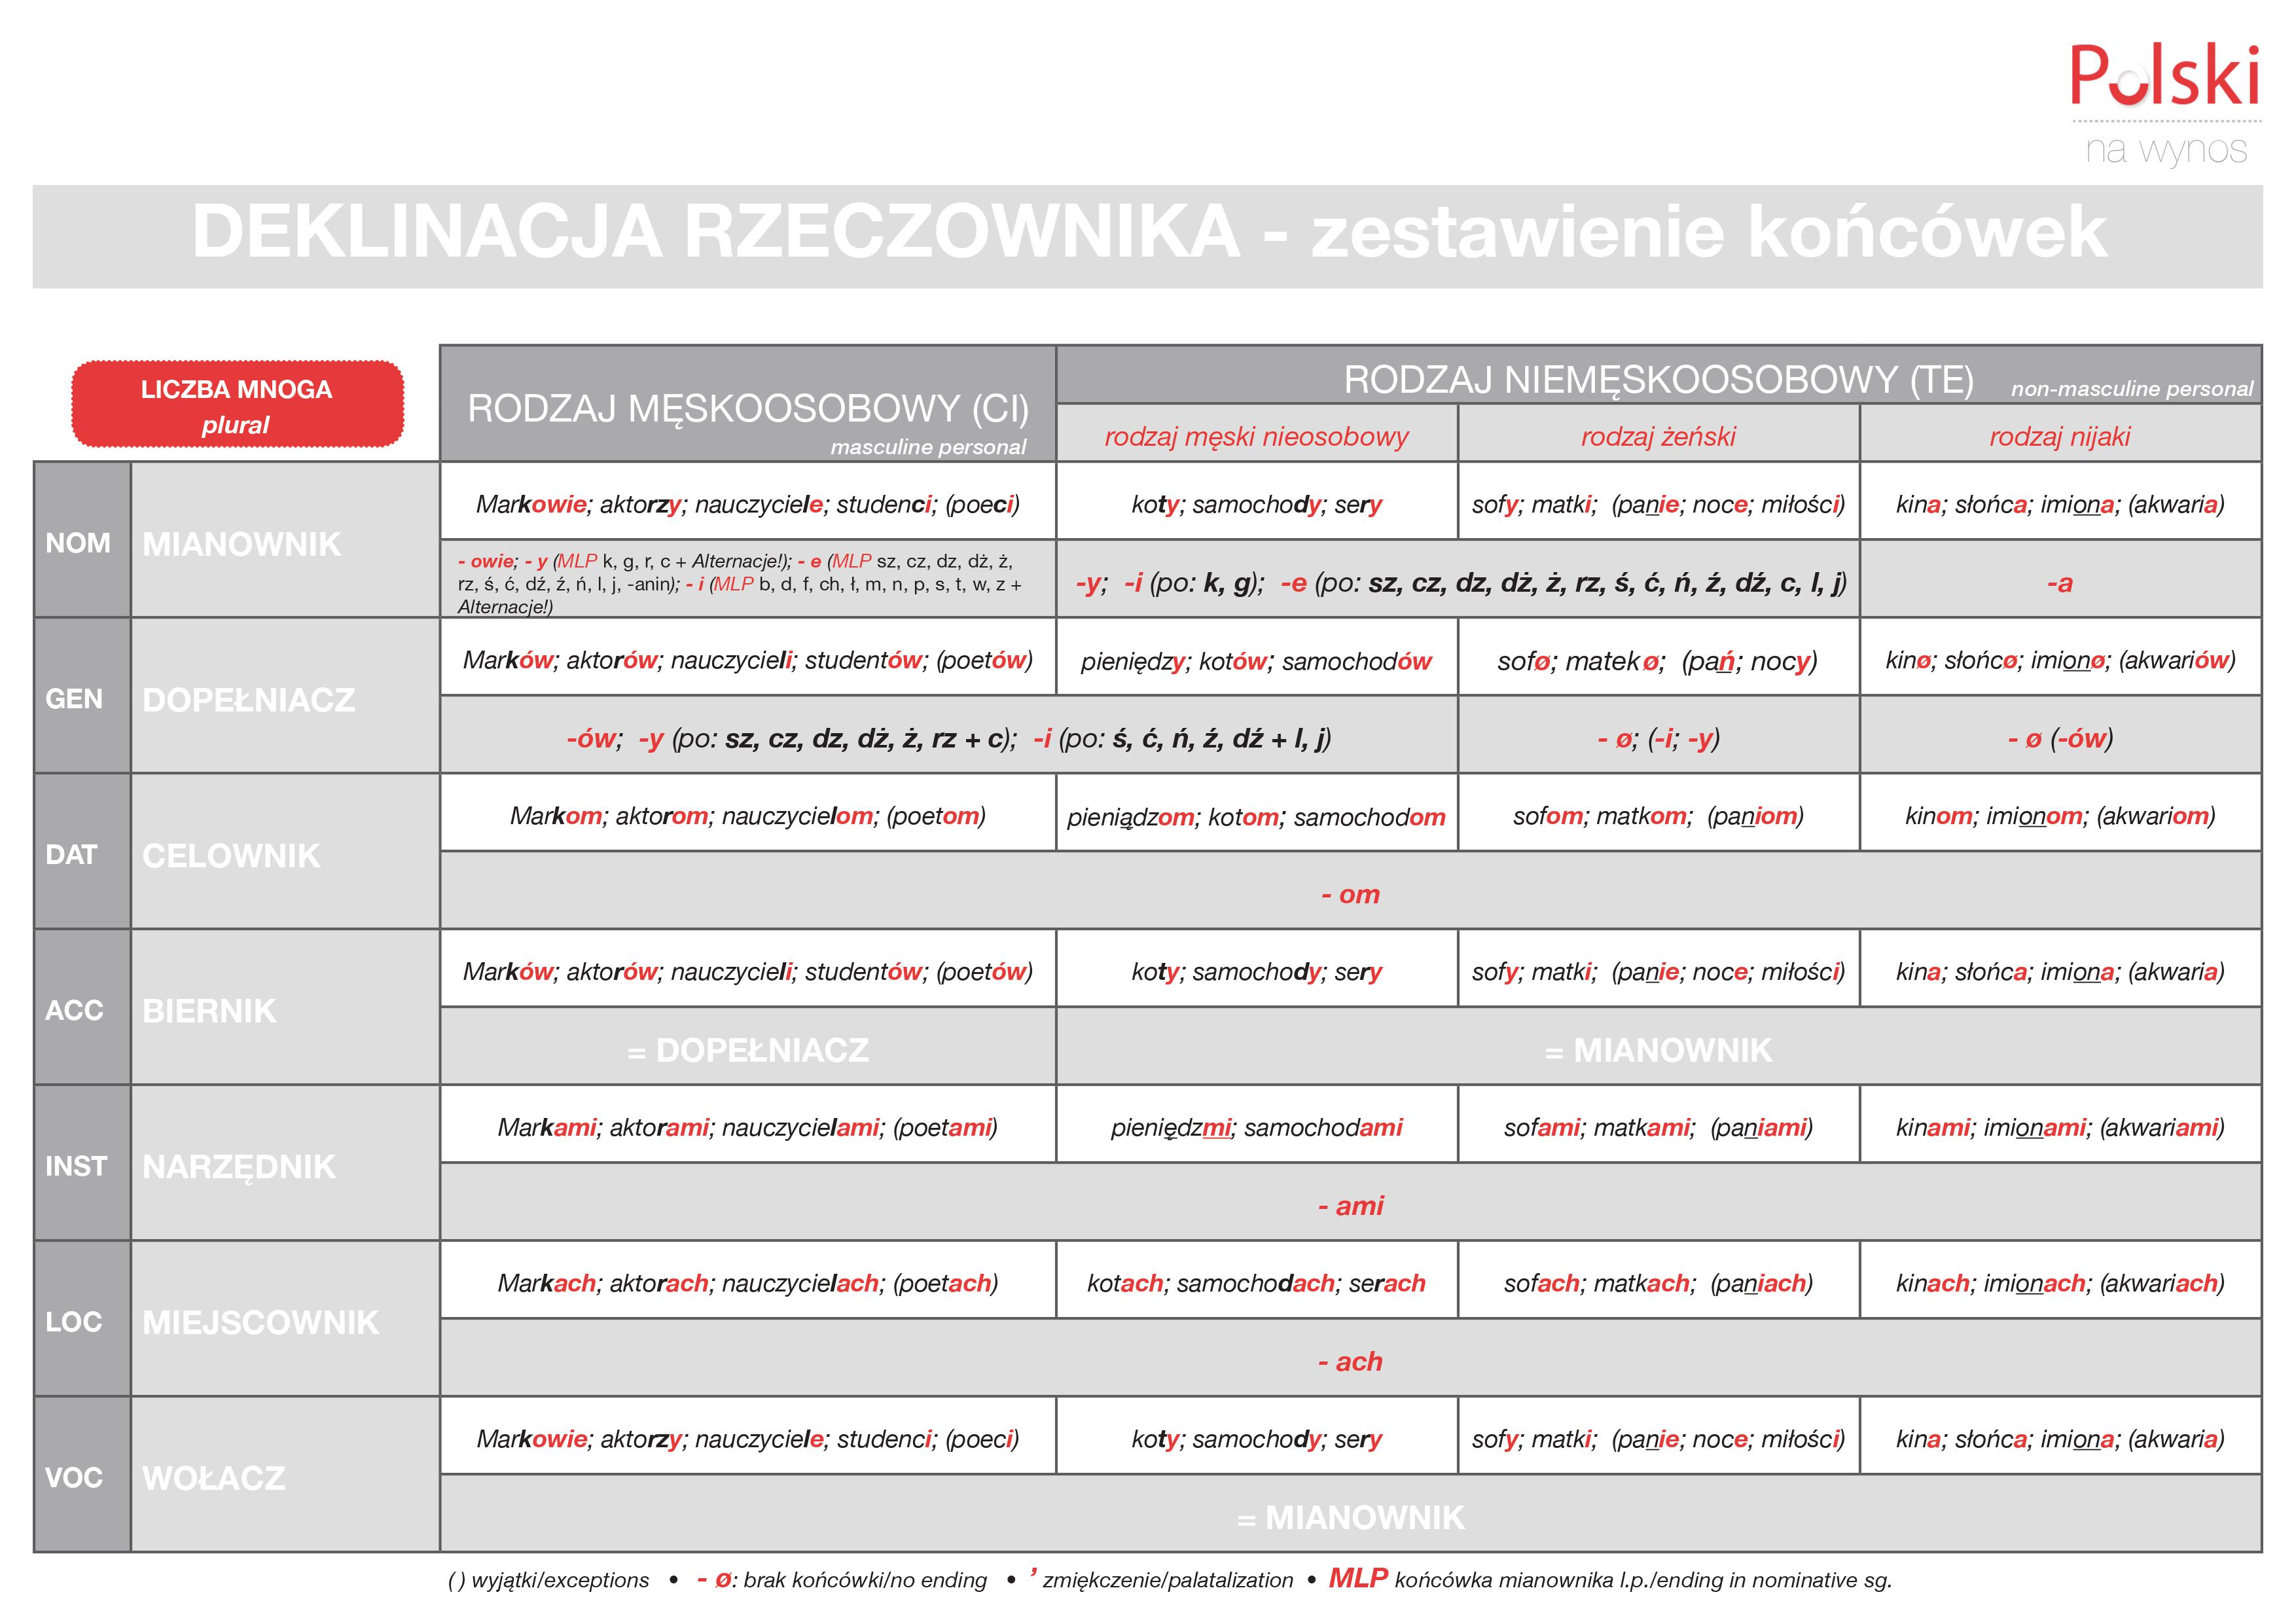 Polski
na wynos
DEKLINACJA RZECZOWNIKA - zestawienie końcówek
LICZBA MNOGA
plural
RODZAJ MĘSKOOSOBOWY (CI)
masculine personal
RODZAJ NIEMĘSKOOSOBOWY (TE) non-masculine personal
rodzaj męski nieosobowy
rodzaj żeński
rodzaj nijaki
NOM
MIANOWNIK
Markowie; aktorzy; nauczyciele; studenci; (poeci)
koty; samochody; sery
sofy; matki; (panie; noce; miłości)
kina; słońca; imiona; (akwaria)
- owie; - y (MLP k, g, r, c + Alternacje!); - e (MLP sz, cz, dz, dż, ż,
rz, ś, ć, dź, ź, ń, l, j, -anin); - i (MLP b, d, f, ch, ł, m, n, p, s, t, w, z +
Alternacje!)
-y; -i (po: k, g); -e (po: sz, cz, dz, dż, ż, rz, ś, ć, ń, ź, dź, c, l, j)
-a
GEN
DOPEŁNIACZ
Marków; aktorów; nauczycieli; studentów; (poetów)
pieniędzy; kotów; samochodów
sofø; matekø; (pań; nocy)
kinø; słońcø; imionø; (akwariów)
-ów; -y (po: sz, cz, dz, dż, ż, rz + c); -i (po: ś, ć, ń, ź, dź + l, j)
- ø; (-i; -y)
- ø (-ów)
DAT
CELOWNIK
Markom; aktorom; nauczycielom; (poetom)
pieniądzom; kotom; samochodom
sofom; matkom; (paniom)
kinom; imionom; (akwariom)
- om
ACC
BIERNIK
Marków; aktorów; nauczycieli; studentów; (poetów)
koty; samochody; sery
sofy; matki; (panie; noce; miłości)
kina; słońca; imiona; (akwaria)
= DOPEŁNIACZ
= MIANOWNIK
INST
NARZĘDNIK
Markami; aktorami; nauczycielami; (poetami)
pieniędzmi; samochodami
sofami; matkami; (paniami)
kinami; imionami; (akwariami)
- ami
LOC
MIEJSCOWNIK
Markach; aktorach; nauczycielach; (poetach)
kotach; samochodach; serach
sofach; matkach; (paniach)
kinach; imionach; (akwariach)
- ach
VOC
WOŁACZ
Markowie; aktorzy; nauczyciele; studenci; (poeci)
koty; samochody; sery
sofy; matki; (panie; noce; miłości)
kina; słońca; imiona; (akwaria)
= MIANOWNIK
( ) wyjątki/exceptions • - ø: brak końcówki/no ending • ’ zmiękczenie/palatalization • MLP końcówka mianownika l.p./ending in nominative sg.